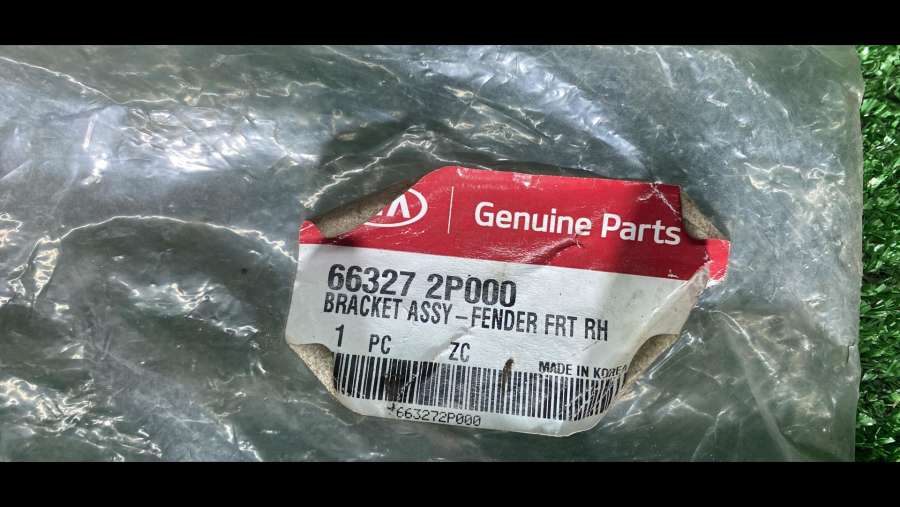 Genuine Parts
66327 2P000
BRACKET ASSY-FENDER FRT RH
1 PC ZC
MADE IN KOREA
*663272P000